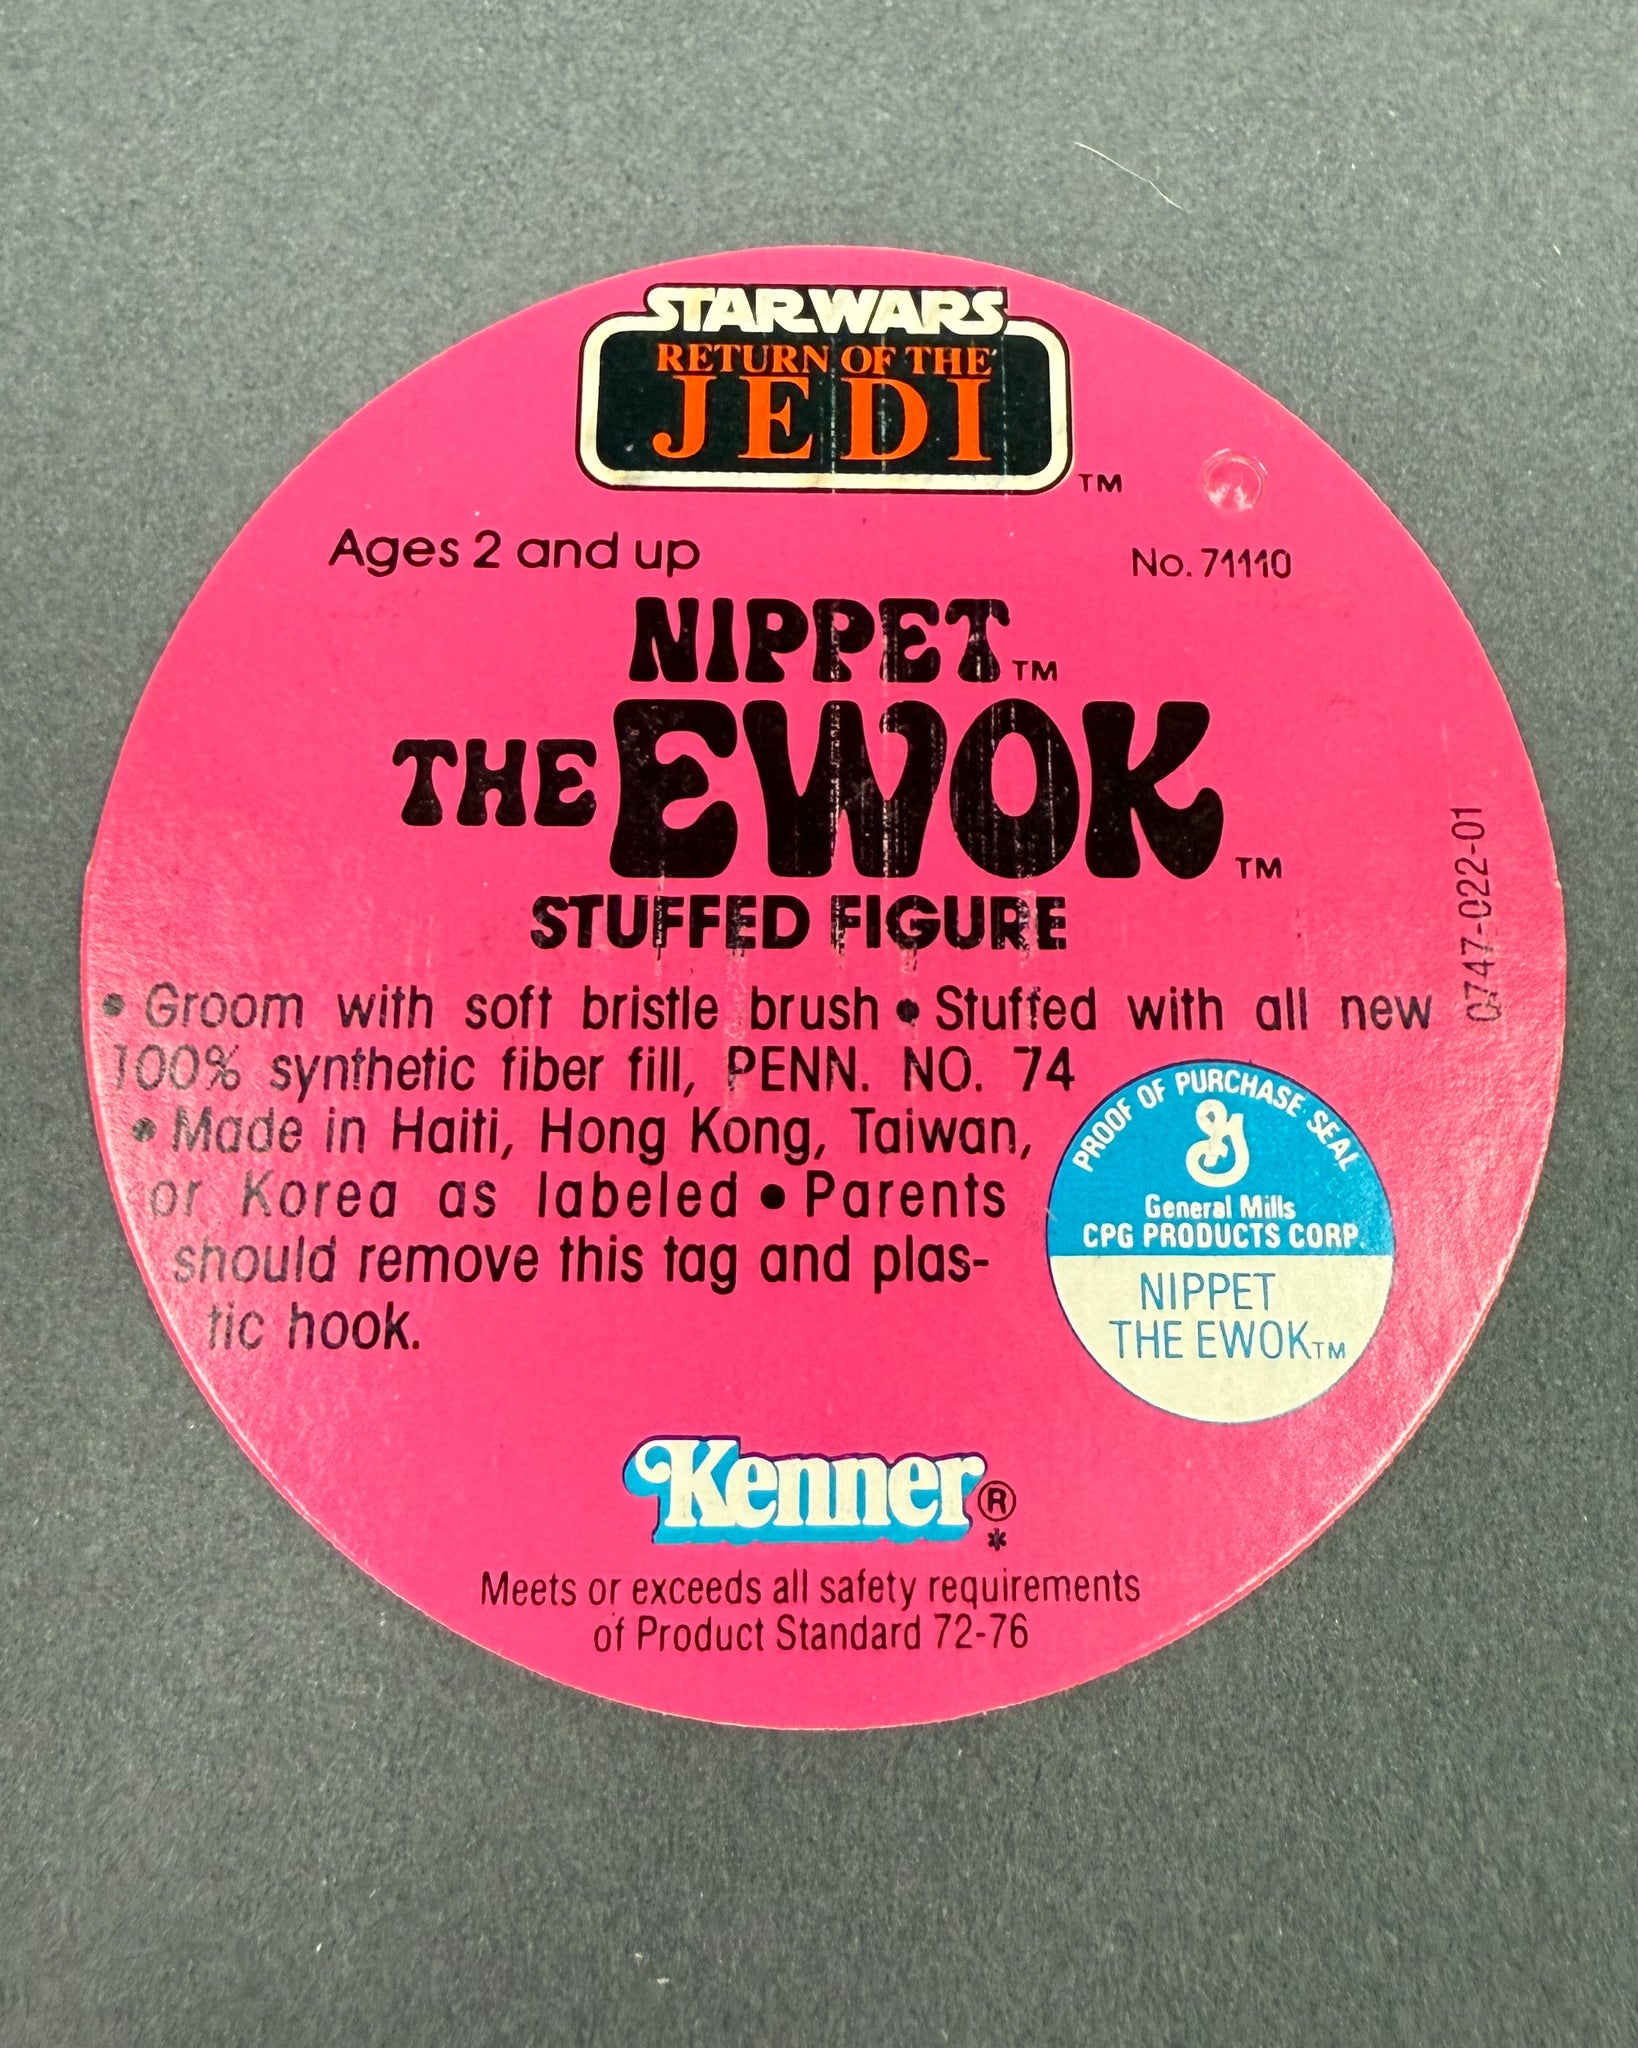 STAR WARS
RETURN OF THE
JEDI
TM
Ages 2 and up
No. 71110
NIPPET TM
THE EWOK TM
STUFFED FIGURE
0747-022-01
• Groom with soft bristle brush • Stuffed with all new
100% synthetic fiber fill, PENN. NO. 74
• Made in Haiti, Hong Kong, Taiwan,
or Korea as labeled • Parents
should remove this tag and plas-
tic hook.
PROOF OF PURCHASE SEAL
G
General Mills
CPG PRODUCTS CORP.
NIPPET
THE EWOK TM
Kenner ®
*
Meets or exceeds all safety requirements
of Product Standard 72-76